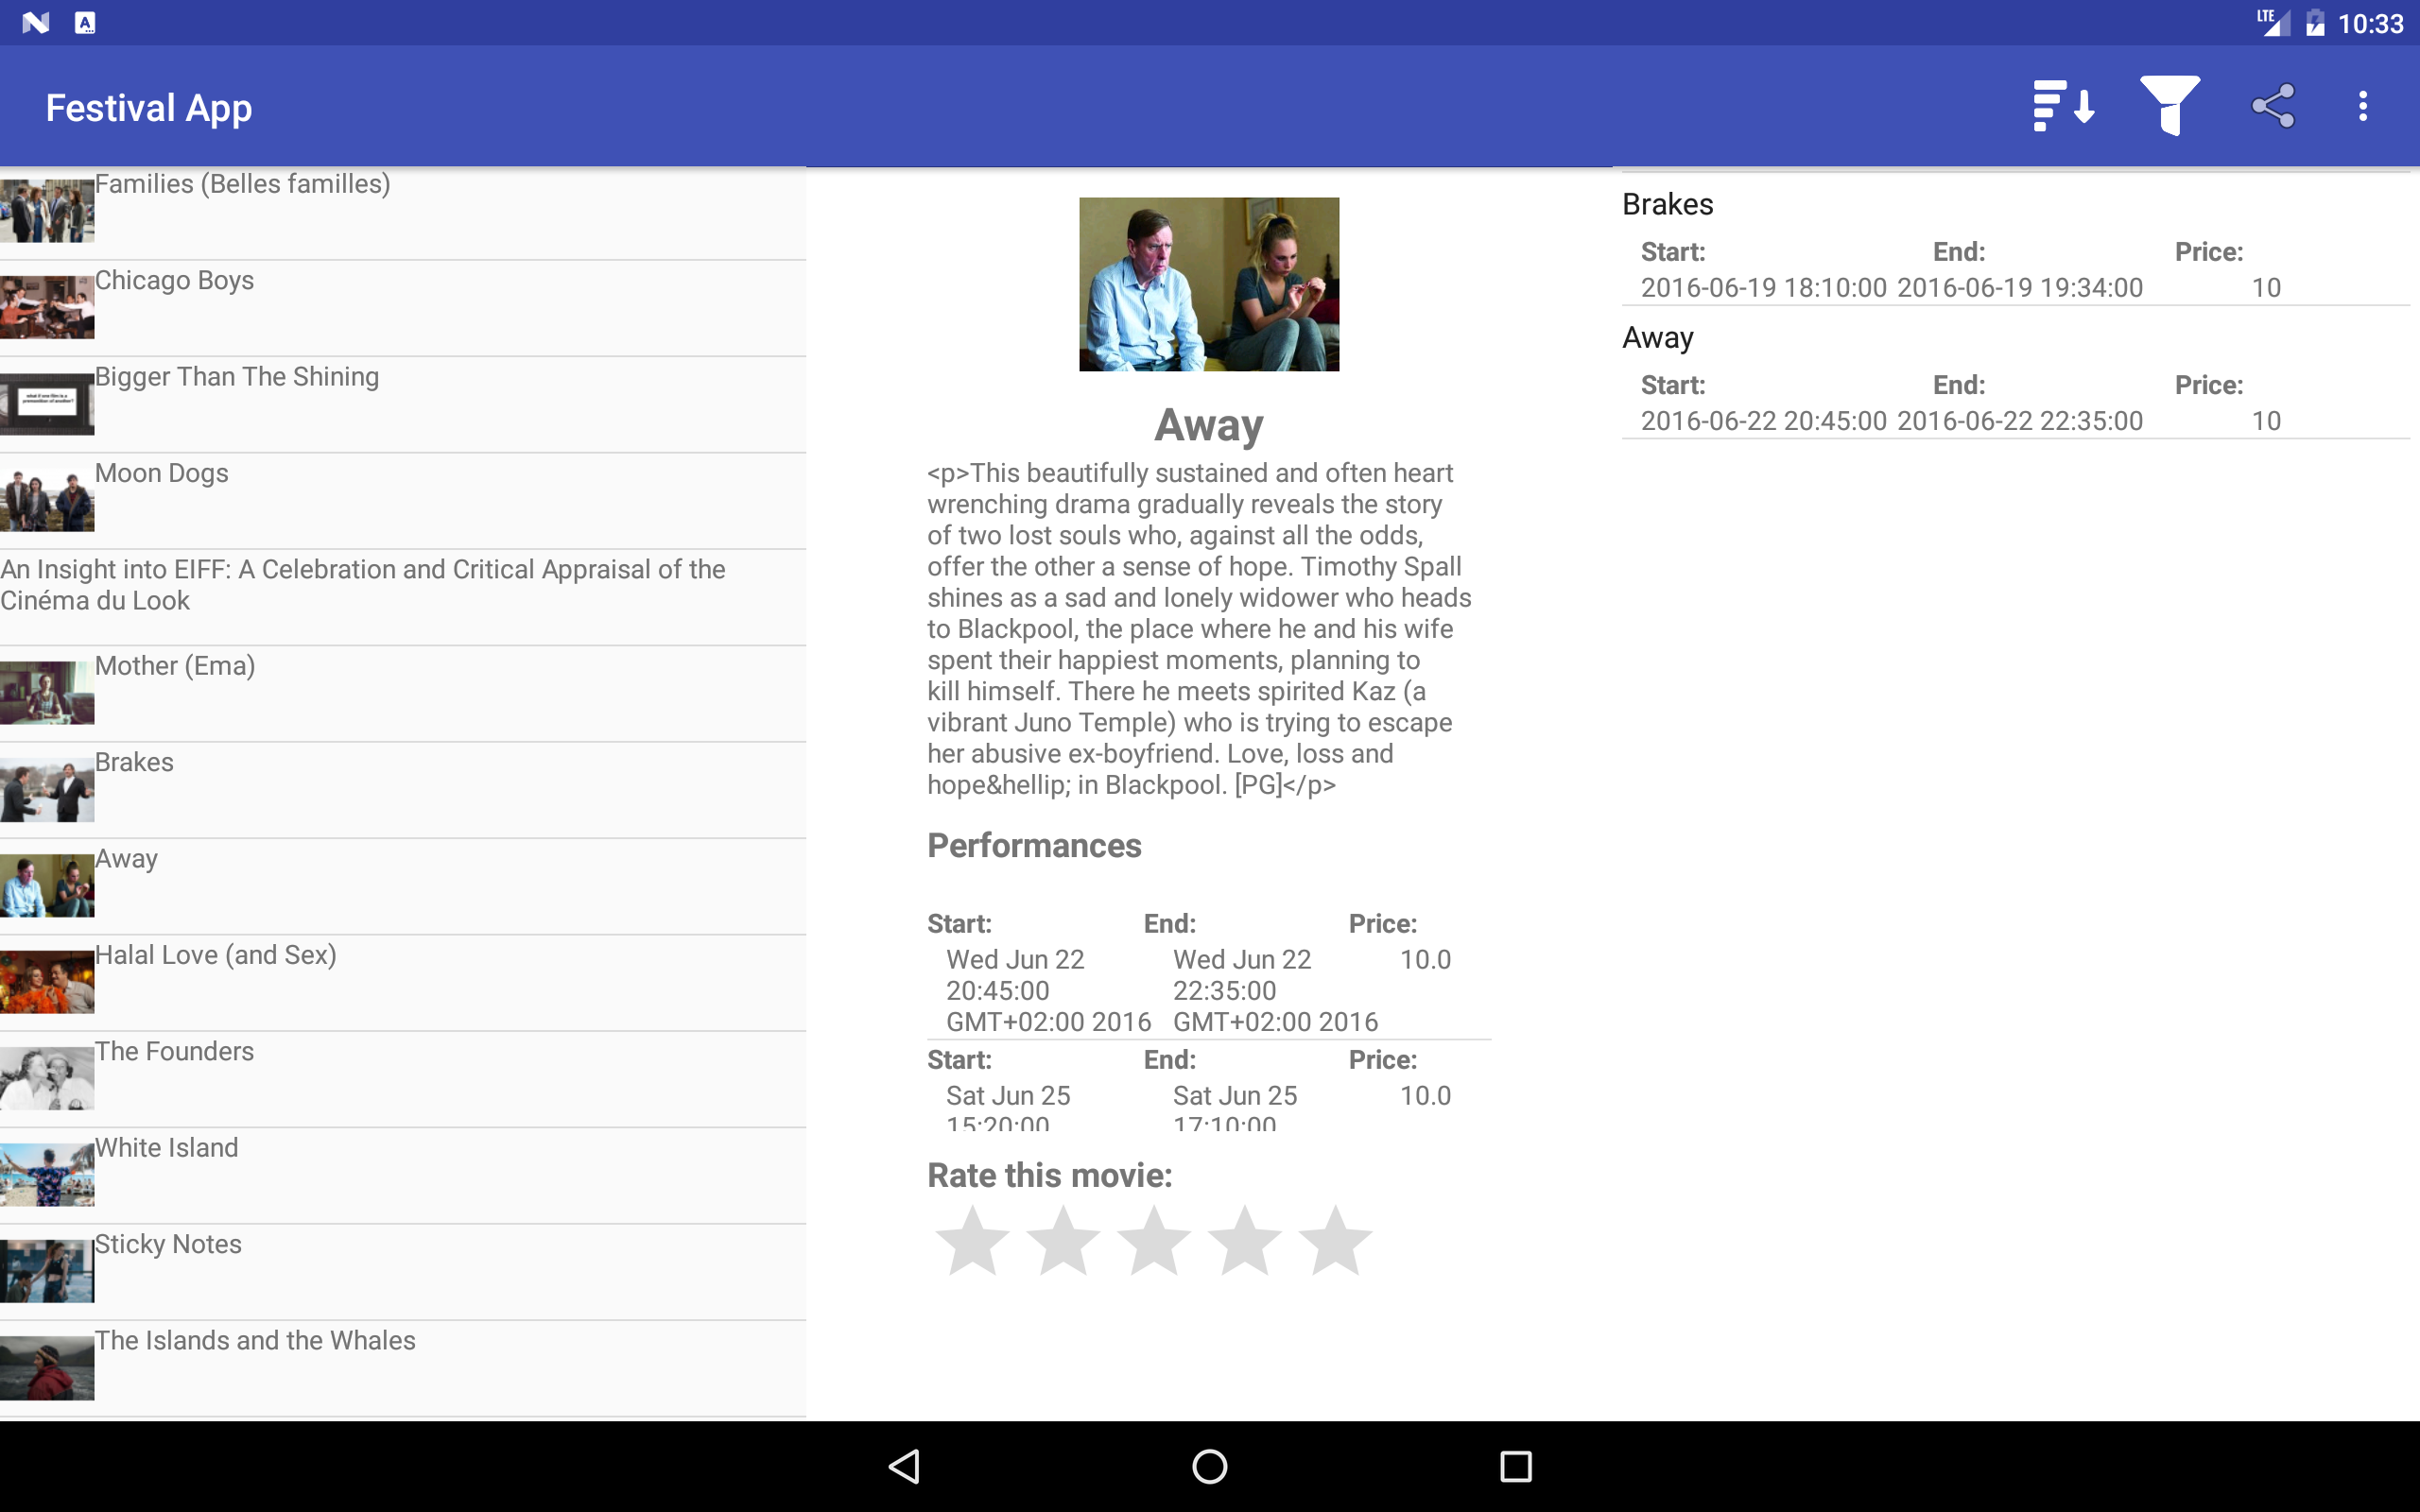 LTE 10:33
Festival App
Families (Belles familles)
Chicago Boys
Bigger Than The Shining
Moon Dogs
An Insight into EIFF: A Celebration and Critical Appraisal of the
Cinéma du Look
Mother (Ema)
Brakes
Away
Halal Love (and Sex)
The Founders
White Island
Sticky Notes
The Islands and the Whales
Away
<p>This beautifully sustained and often heart
wrenching drama gradually reveals the story
of two lost souls who, against all the odds,
offer the other a sense of hope. Timothy Spall
shines as a sad and lonely widower who heads
to Blackpool, the place where he and his wife
spent their happiest moments, planning to
kill himself. There he meets spirited Kaz (a
vibrant Juno Temple) who is trying to escape
her abusive ex-boyfriend. Love, loss and
hope&hellip; in Blackpool. [PG]</p>
Performances
Start: End: Price:
Wed Jun 22 Wed Jun 22 10.0
20:45:00 22:35:00
GMT+02:00 2016 GMT+02:00 2016
Start: End: Price:
Sat Jun 25 Sat Jun 25 10.0
15:20:00 17:10:00
Rate this movie:
Brakes
Start: End: Price:
2016-06-19 18:10:00 2016-06-19 19:34:00 10
Away
Start: End: Price:
2016-06-22 20:45:00 2016-06-22 22:35:00 10